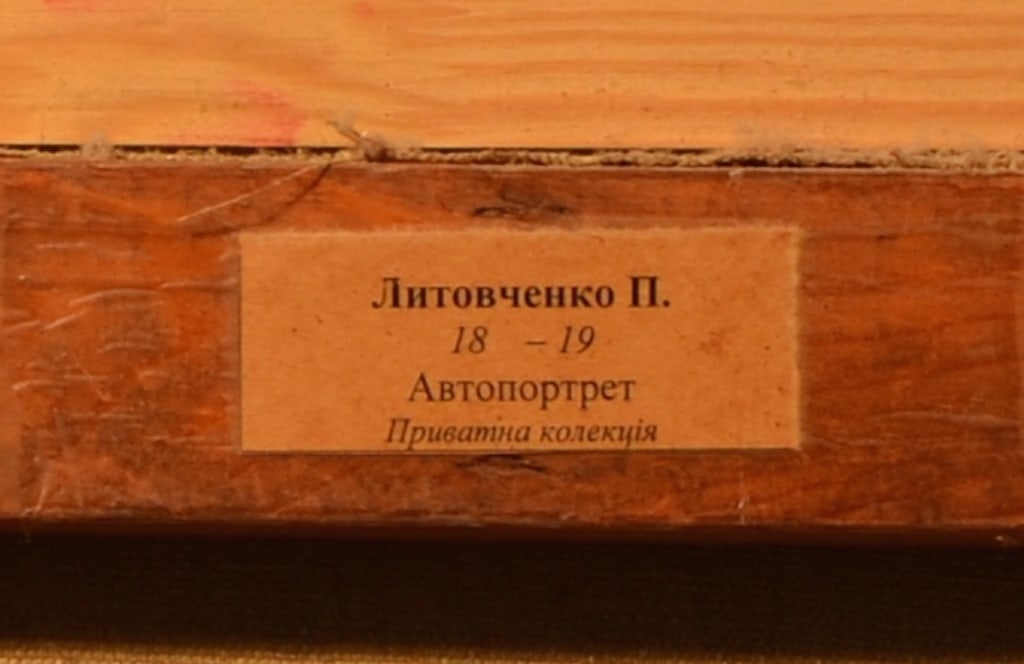 Литовченко П.
18 – 19
Автопортрет
Приватна колекція